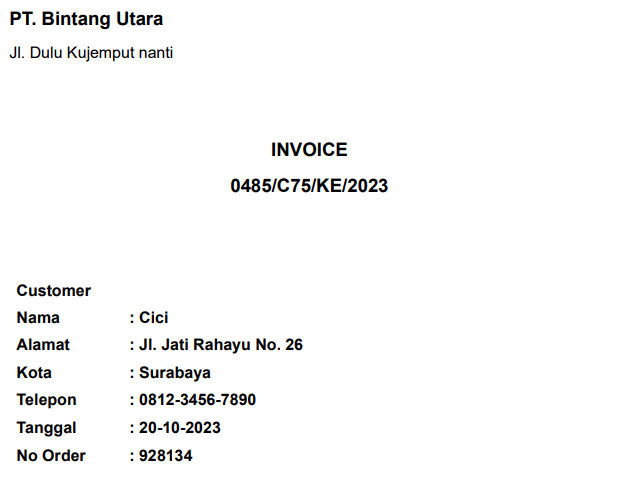 PT. Bintang Utara
Jl. Dulu Kujemput nanti
INVOICE
0485/C75/KE/2023
Customer
Nama : Cici
Alamat : Jl. Jati Rahayu No. 26
Kota : Surabaya
Telepon : 0812-3456-7890
Tanggal : 20-10-2023
No Order : 928134